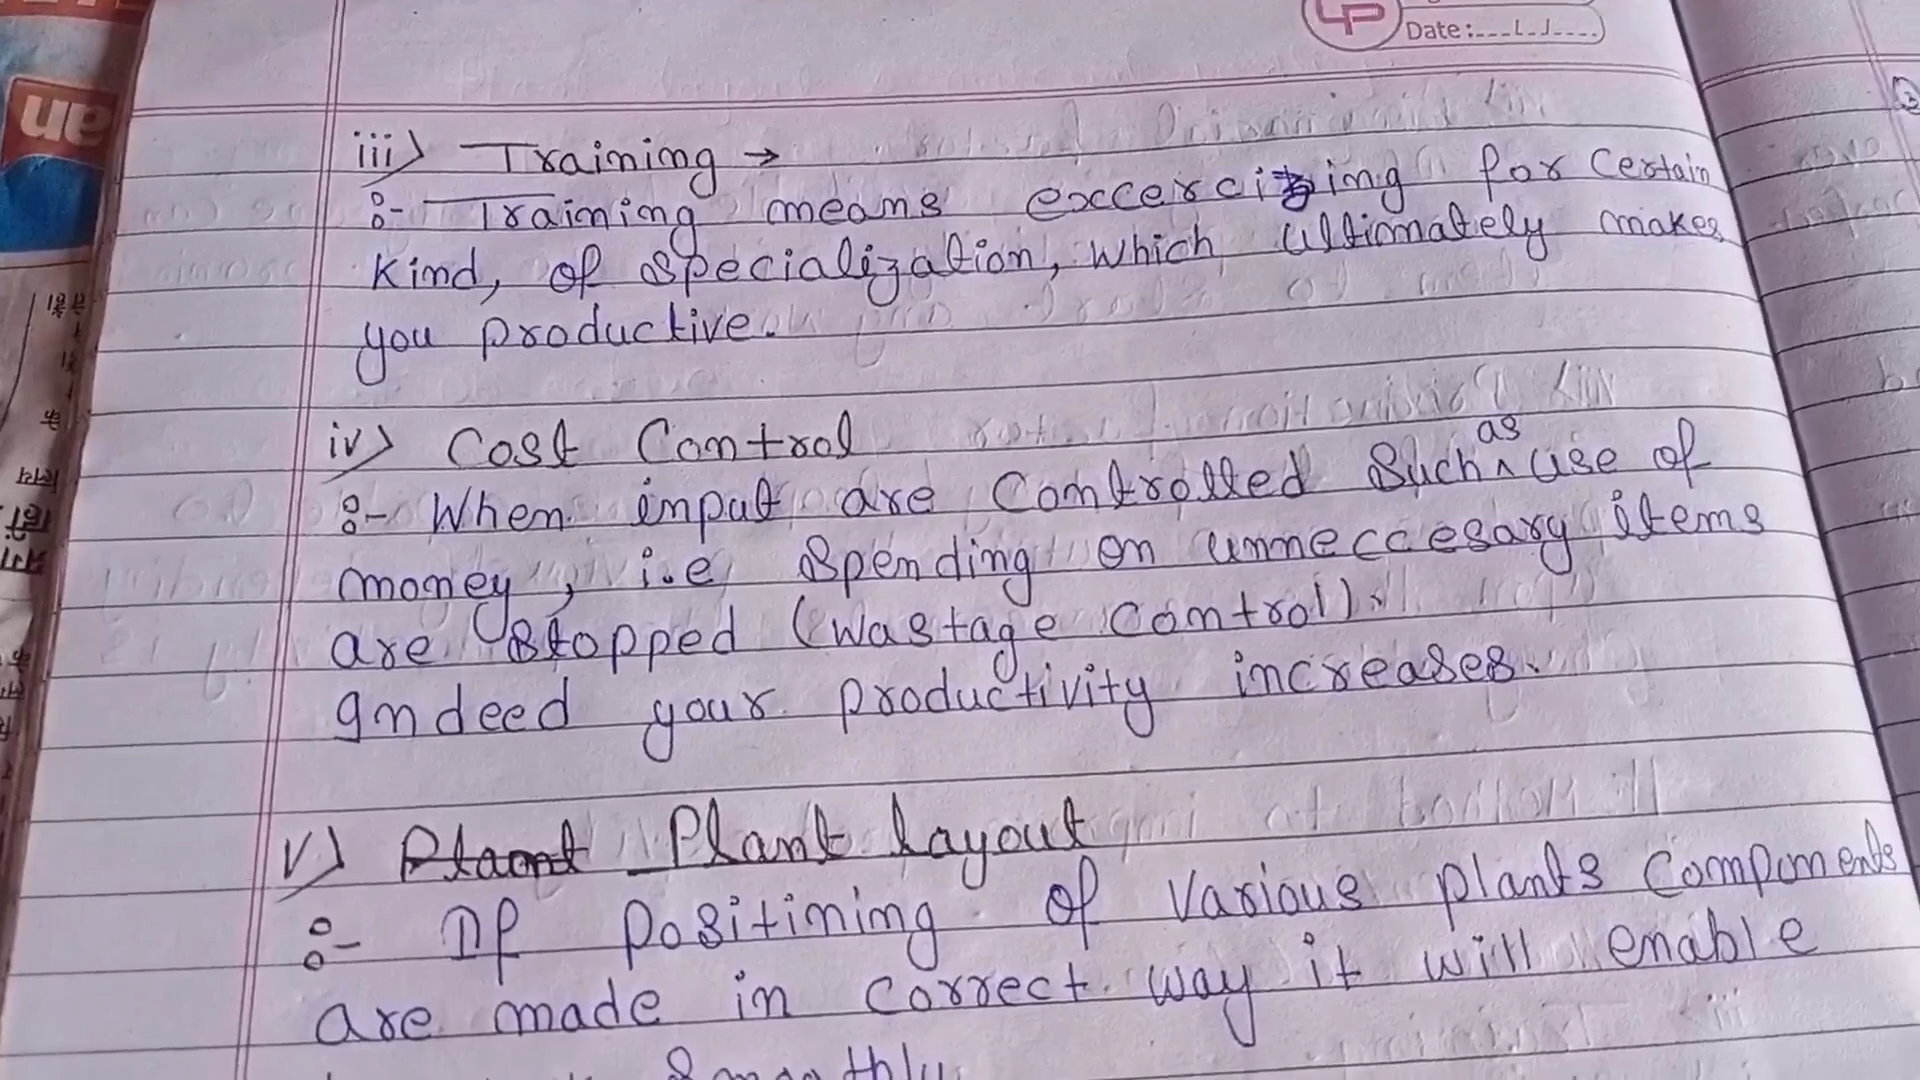 Date:
iii) Training →
:- Training means excercising for Certain
Kind, of specialization, which ultimately makes
you productive.
iv) Cost Control
:- When input are Controlled such as use of
money, i.e spending on unneccesary items
are stopped (wastage control).
Indeed your productivity increases.
v) Plant Plant layout
:- If positining of various plants Components
are made in correct way it will enable
Smoothly